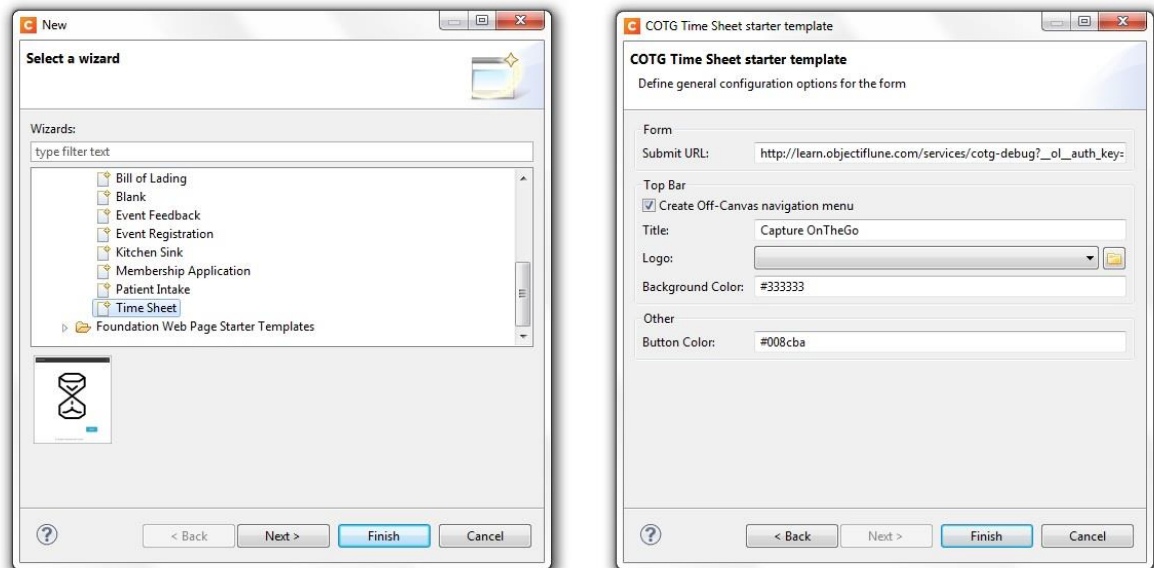 C New
Select a wizard
Wizards:
type filter text
Bill of Lading
Blank
Event Feedback
Event Registration
Kitchen Sink
Membership Application
Patient Intake
Time Sheet
Foundation Web Page Starter Templates
?
< Back Next > Finish Cancel
C COTG Time Sheet starter template
COTG Time Sheet starter template
Define general configuration options for the form
Form
Submit URL: http://learn.objectiflune.com/services/cotg-debug?__ol__auth_key=
Top Bar
Create Off-Canvas navigation menu
Title: Capture OnTheGo
Logo:
Background Color: #333333
Other
Button Color: #008cba
?
< Back Next > Finish Cancel